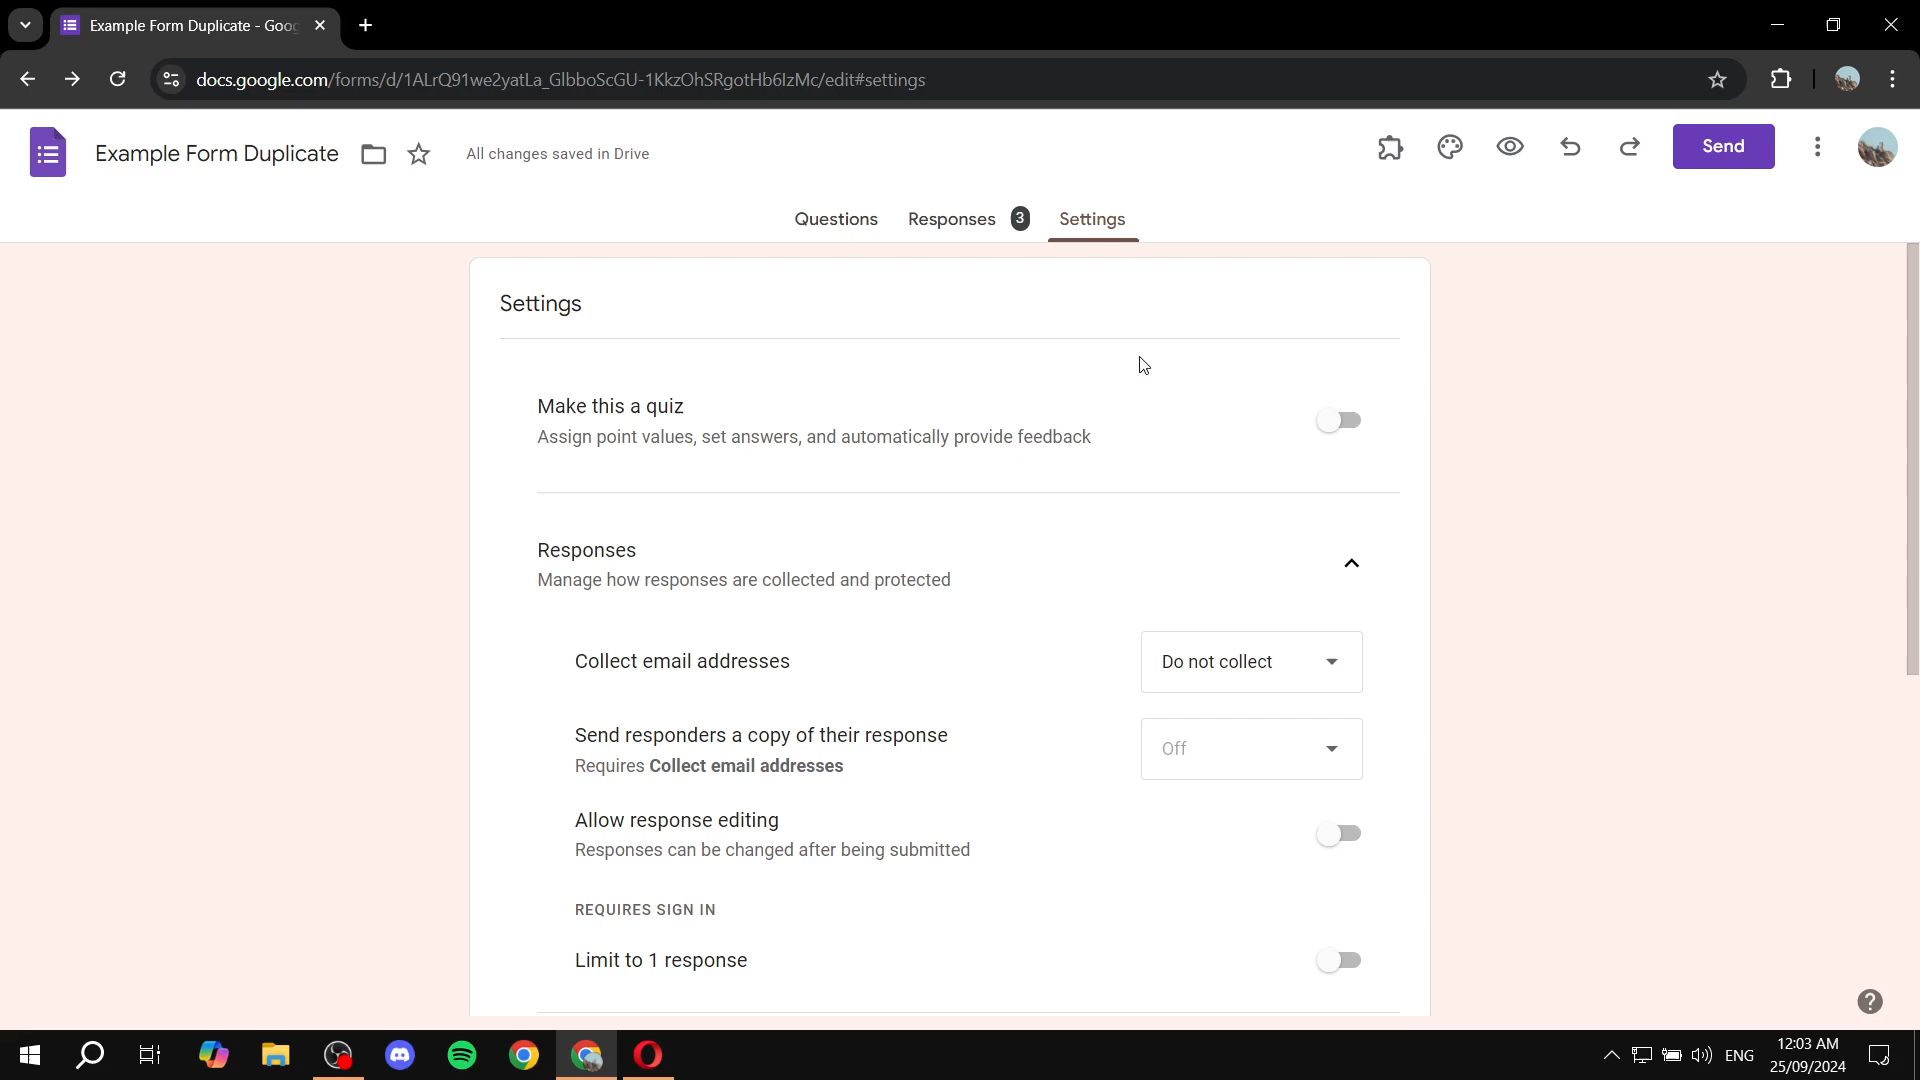 Example Form Duplicate - Goog
docs.google.com/forms/d/1ALrQ91we2yatLa_GlbboScGU-1KkzOhSRgotHb6IzMc/edit#settings
Example Form Duplicate
All changes saved in Drive
Send
Questions
Responses 3
Settings
Settings
Make this a quiz
Assign point values, set answers, and automatically provide feedback
Responses
Manage how responses are collected and protected
Collect email addresses
Do not collect
Send responders a copy of their response
Requires Collect email addresses
Off
Allow response editing
Responses can be changed after being submitted
REQUIRES SIGN IN
Limit to 1 response
ENG
12:03 AM
25/09/2024